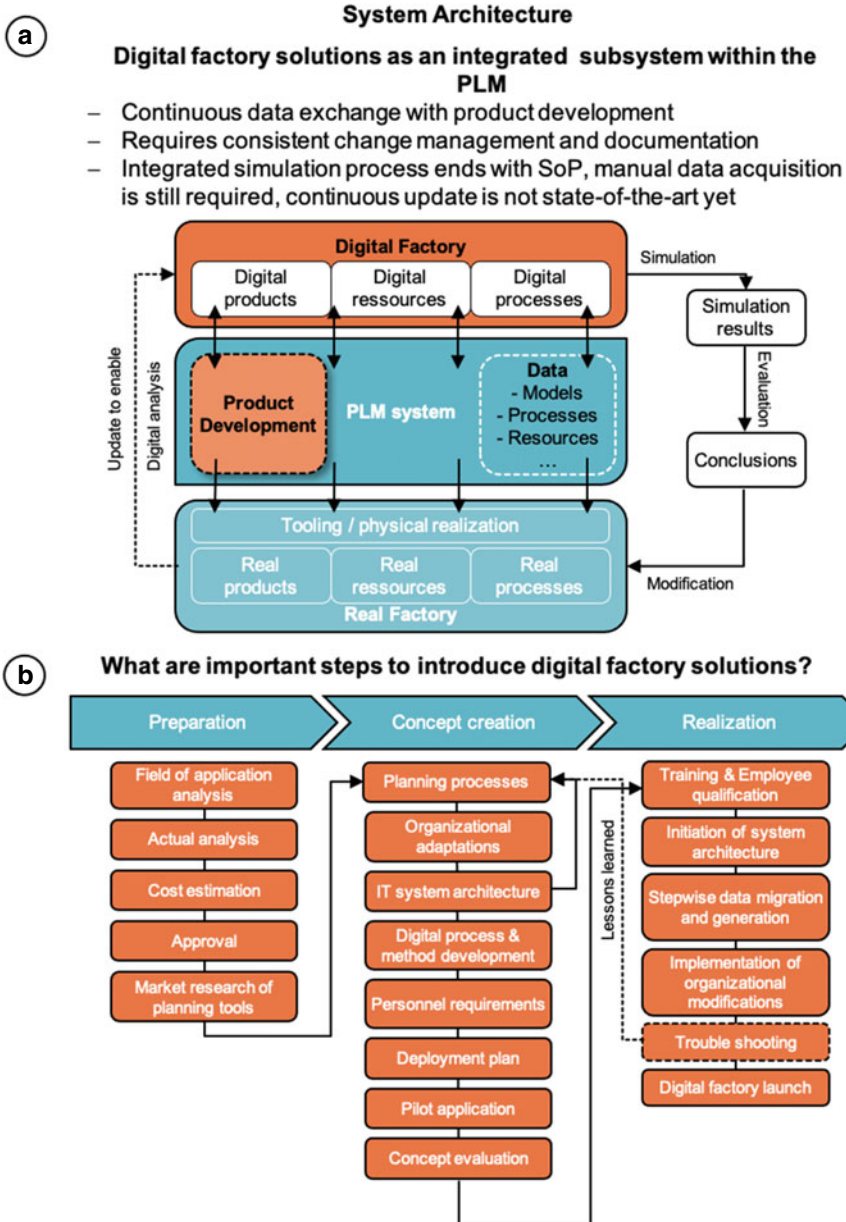 a
System Architecture
Digital factory solutions as an integrated subsystem within the
PLM
– Continuous data exchange with product development
– Requires consistent change management and documentation
– Integrated simulation process ends with SoP, manual data acquisition
is still required, continuous update is not state-of-the-art yet
Digital Factory
Digital
products
Digital
ressources
Digital
processes
Simulation
Simulation
results
Evaluation
Conclusions
Modification
Update to enable
Digital analysis
Product
Development
PLM system
Data
- Models
- Processes
- Resources
...
Tooling / physical realization
Real
products
Real
ressources
Real
processes
Real Factory
b
What are important steps to introduce digital factory solutions?
Preparation
Concept creation
Realization
Field of application
analysis
Actual analysis
Cost estimation
Approval
Market research of
planning tools
Planning processes
Organizational
adaptations
IT system architecture
Digital process &
method development
Personnel requirements
Deployment plan
Pilot application
Concept evaluation
Lessons learned
Training & Employee
qualification
Initiation of system
architecture
Stepwise data migration
and generation
Implementation of
organizational
modifications
Trouble shooting
Digital factory launch